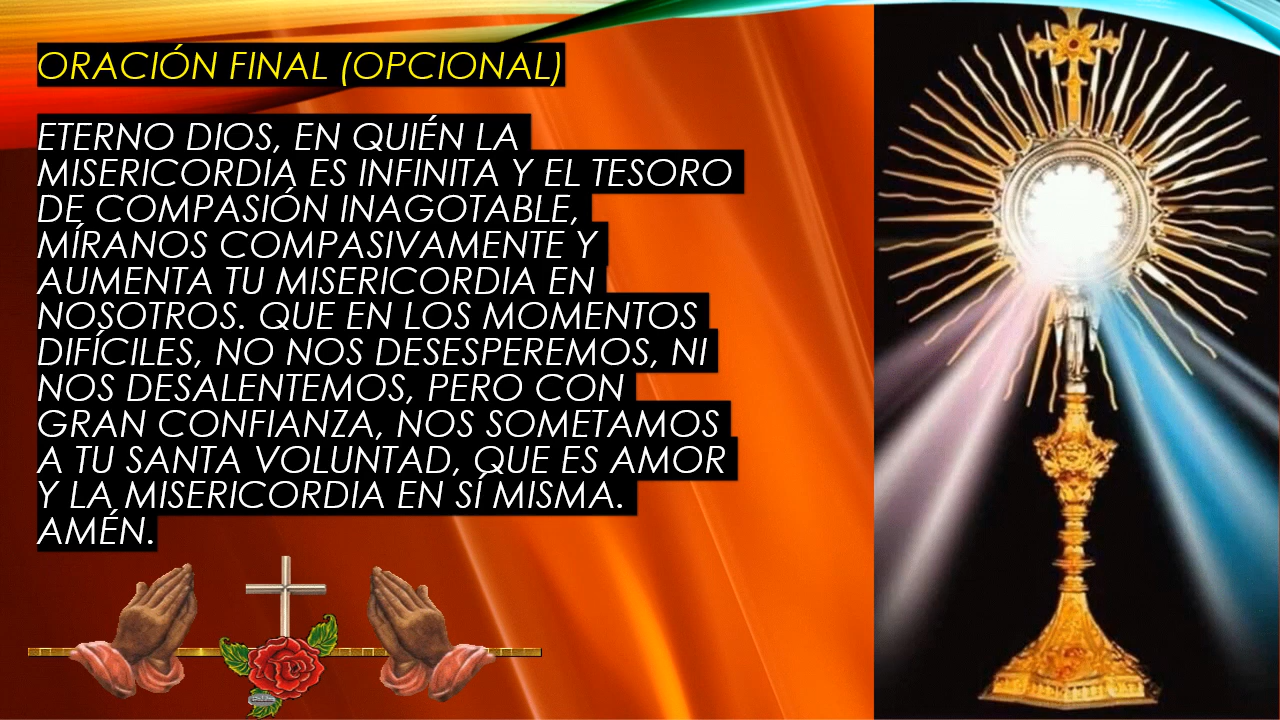 ORACIÓN FINAL (OPCIONAL)
ETERNO DIOS, EN QUIÉN LA
MISERICORDIA ES INFINITA Y EL TESORO
DE COMPASIÓN INAGOTABLE,
MÍRANOS COMPASIVAMENTE Y
AUMENTA TU MISERICORDIA EN
NOSOTROS. QUE EN LOS MOMENTOS
DIFÍCILES, NO NOS DESESPEREMOS, NI
NOS DESALENTEMOS, PERO CON
GRAN CONFIANZA, NOS SOMETAMOS
A TU SANTA VOLUNTAD, QUE ES AMOR
Y LA MISERICORDIA EN SÍ MISMA.
AMÉN.